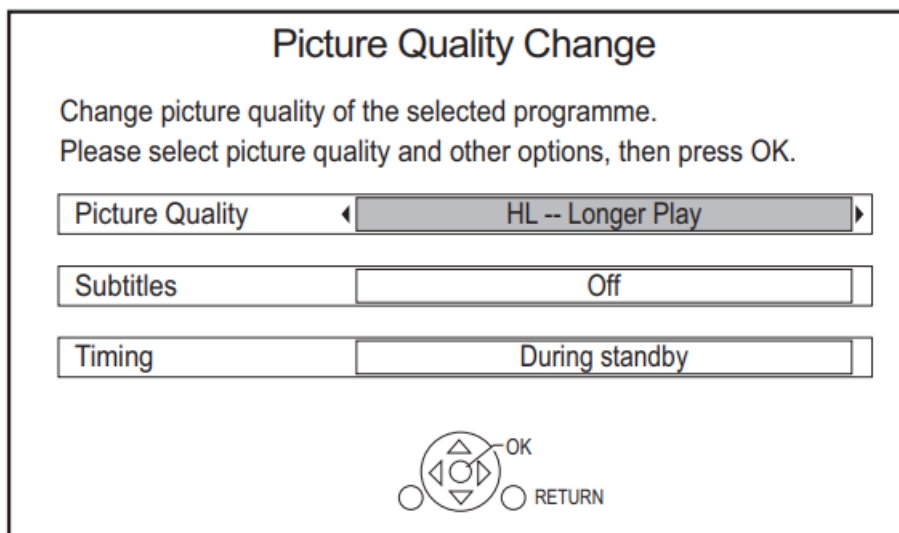 Picture Quality Change
Change picture quality of the selected programme.
Please select picture quality and other options, then press OK.
Picture Quality HL -- Longer Play
Subtitles Off
Timing During standby
OK
RETURN